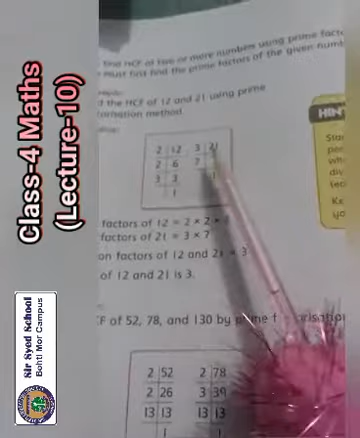 Class-4 Maths
(Lecture-10)
Sir Syed School
Bohti Mor Campus
find HCF of two or more numbers using prime facto
must first find the prime factors of the given numb
d the HCF of 12 and 21 using prime
method
HIN
2 12 3 21
2 6 7
3 3 1
1
factors of 12 = 2 × 2 ×
factors of 21 = 3 × 7
on factors of 12 and 21 = 3
of 12 and 21 is 3.
CF of 52, 78, and 130 by
2 52 2 78
2 26 3 39
13 13 13 13
1 1